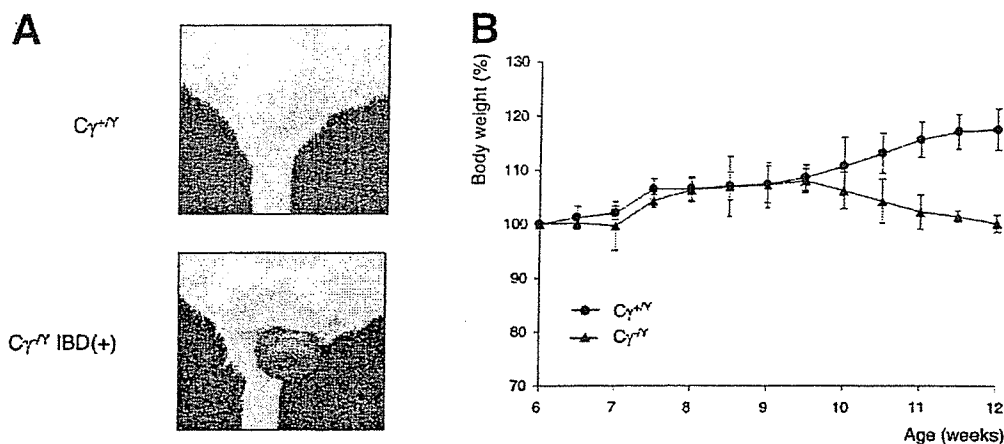 A
Cγ⁺/ʸ
Cγ⁻/ʸ IBD(+)
B
Body weight (%)
130
120
110
100
90
80
70
Cγ⁺/ʸ
Cγ⁻/ʸ
6
7
8
9
10
11
12
Age (weeks)